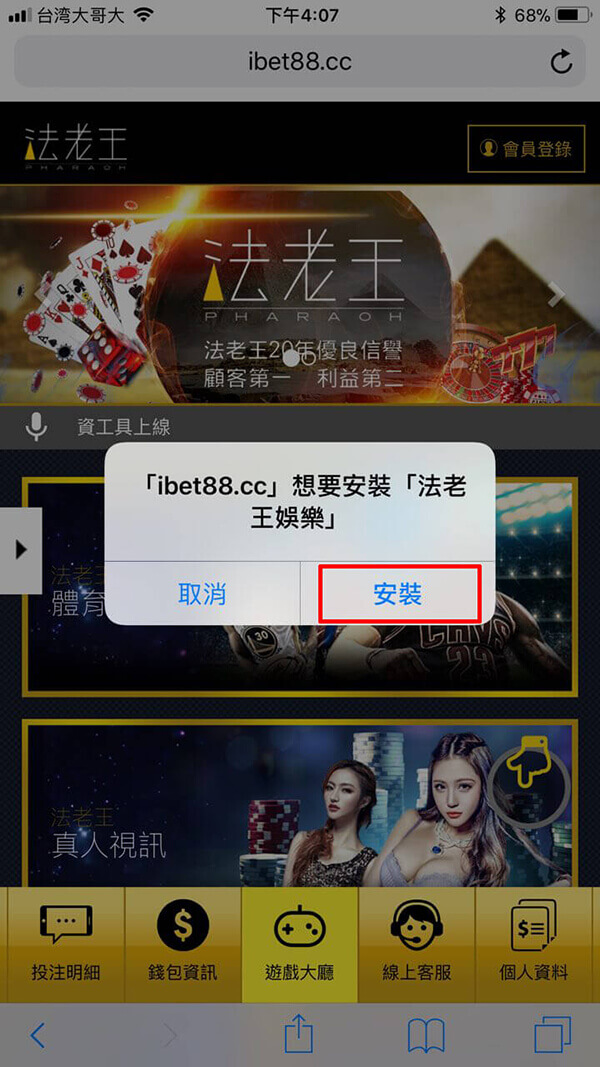 台湾大哥大
下午4:07
68%
ibet88.cc
法老王
PHARAOH
會員登錄
法老王
PHARAOH
法老王20年優良信譽
顧客第一 利益第二
資工具上線
「ibet88.cc」想要安裝「法老
王娛樂」
取消
安裝
法老王
體育
30
CAVS
23
法老王
真人視訊
投注明細
錢包資訊
遊戲大廳
線上客服
個人資料